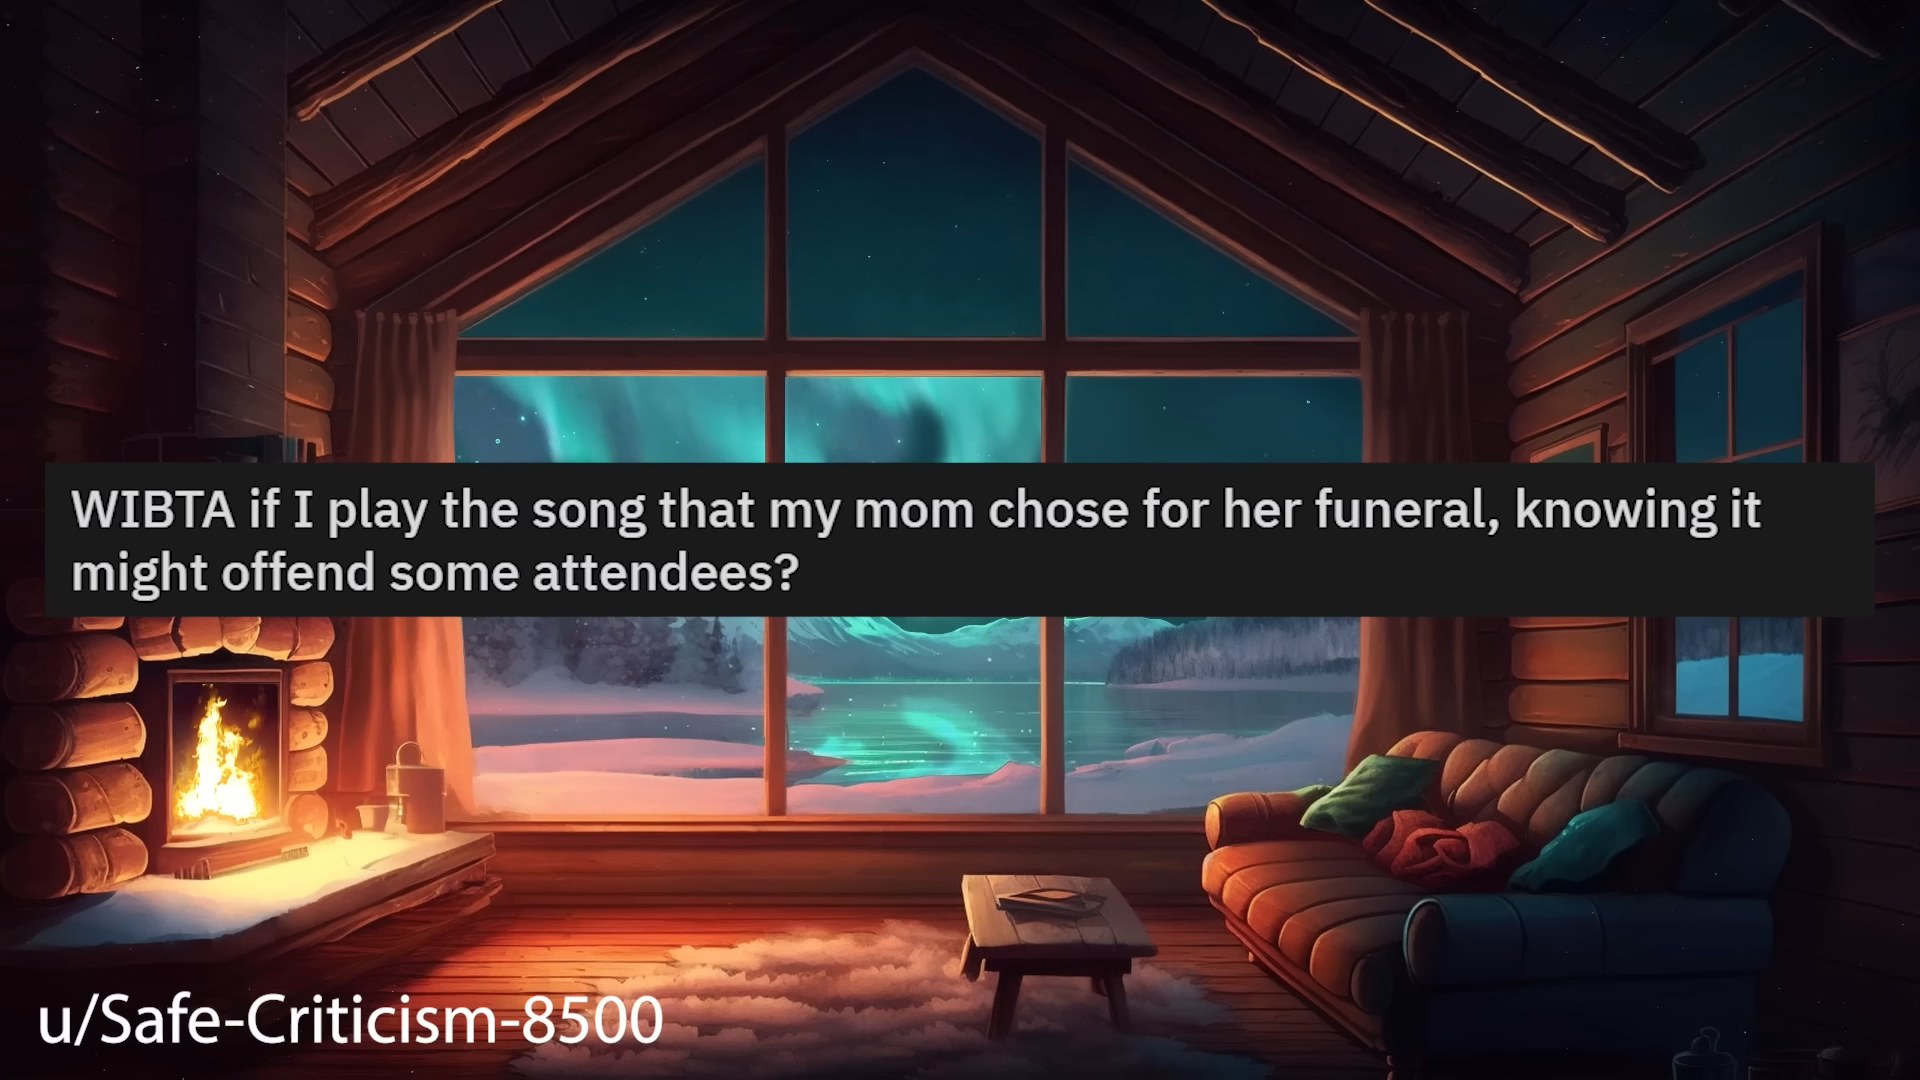 WIBTA if I play the song that my mom chose for her funeral, knowing it
might offend some attendees?
u/Safe-Criticism-8500